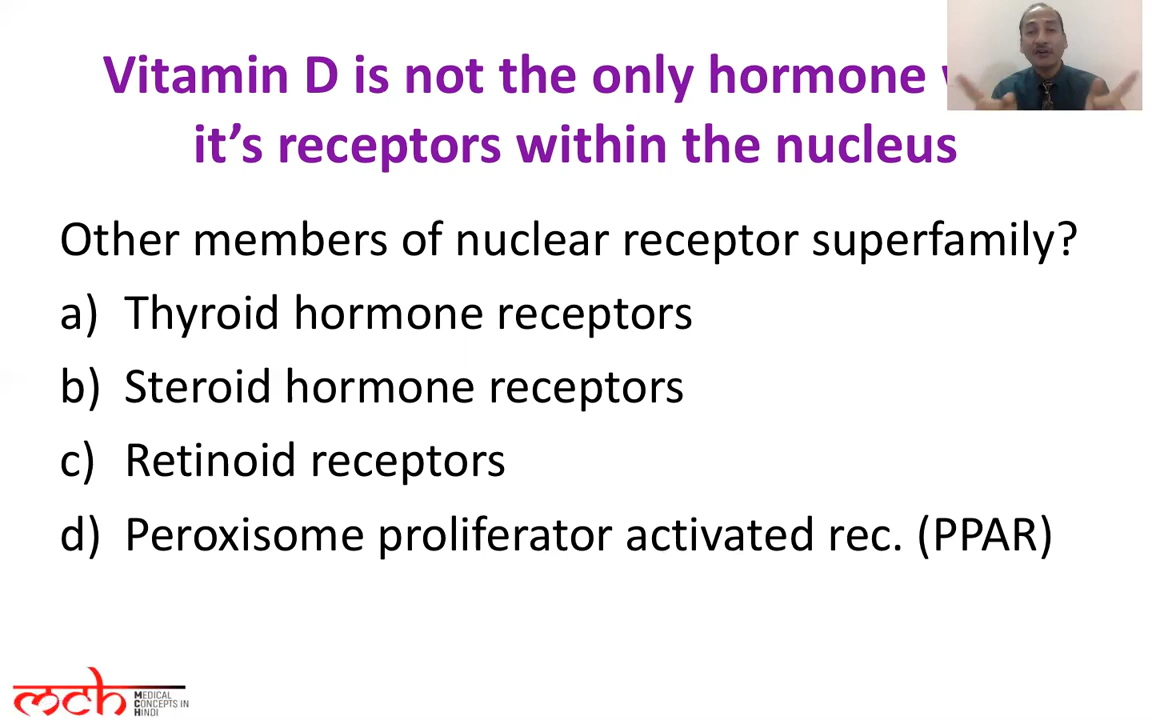 Vitamin D is not the only hormone
it's receptors within the nucleus
Other members of nuclear receptor superfamily?
a) Thyroid hormone receptors
b) Steroid hormone receptors
c) Retinoid receptors
d) Peroxisome proliferator activated rec. (PPAR)
mch
MEDICAL
CONCEPTS IN
HINDI